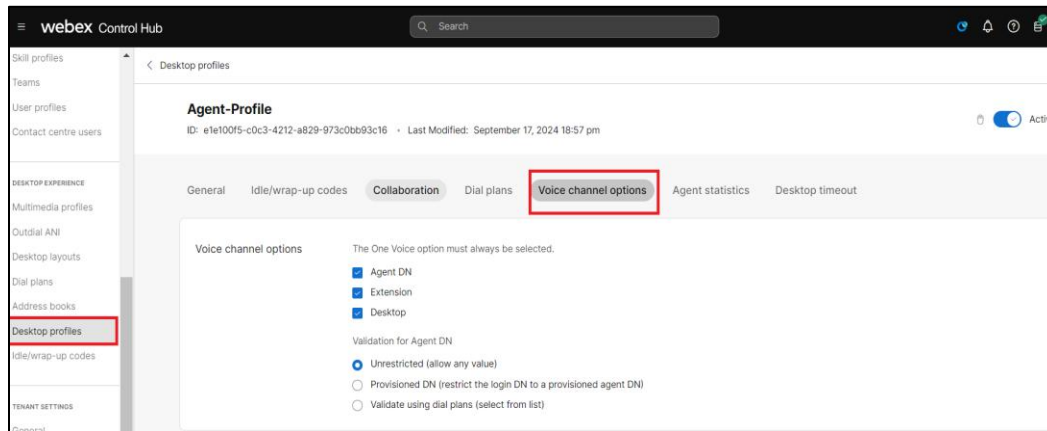 webex Control Hub
Search
Skill profiles
Teams
User profiles
Contact centre users
DESKTOP EXPERIENCE
Multimedia profiles
Outdial ANI
Desktop layouts
Dial plans
Address books
Desktop profiles
Idle/wrap-up codes
TENANT SETTINGS
General
< Desktop profiles
Agent-Profile
ID: e1e100f5-c0c3-4212-a829-973c0bb93c16 • Last Modified: September 17, 2024 18:57 pm
Acti
General Idle/wrap-up codes Collaboration Dial plans Voice channel options Agent statistics Desktop timeout
Voice channel options
The One Voice option must always be selected.
Agent DN
Extension
Desktop
Validation for Agent DN
Unrestricted (allow any value)
Provisioned DN (restrict the login DN to a provisioned agent DN)
Validate using dial plans (select from list)